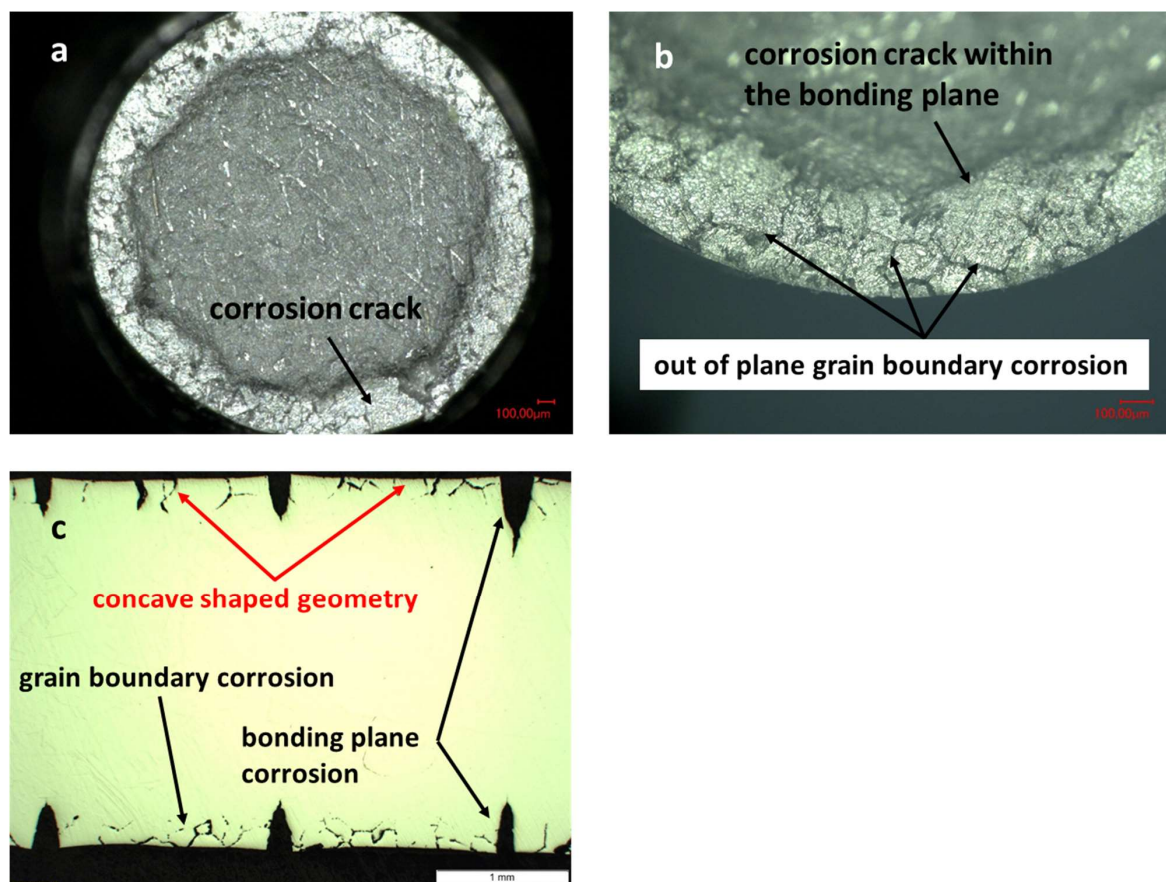 a
corrosion crack
100,00µm
b
corrosion crack within
the bonding plane
out of plane grain boundary corrosion
100,00µm
c
concave shaped geometry
grain boundary corrosion
bonding plane
corrosion
1 mm